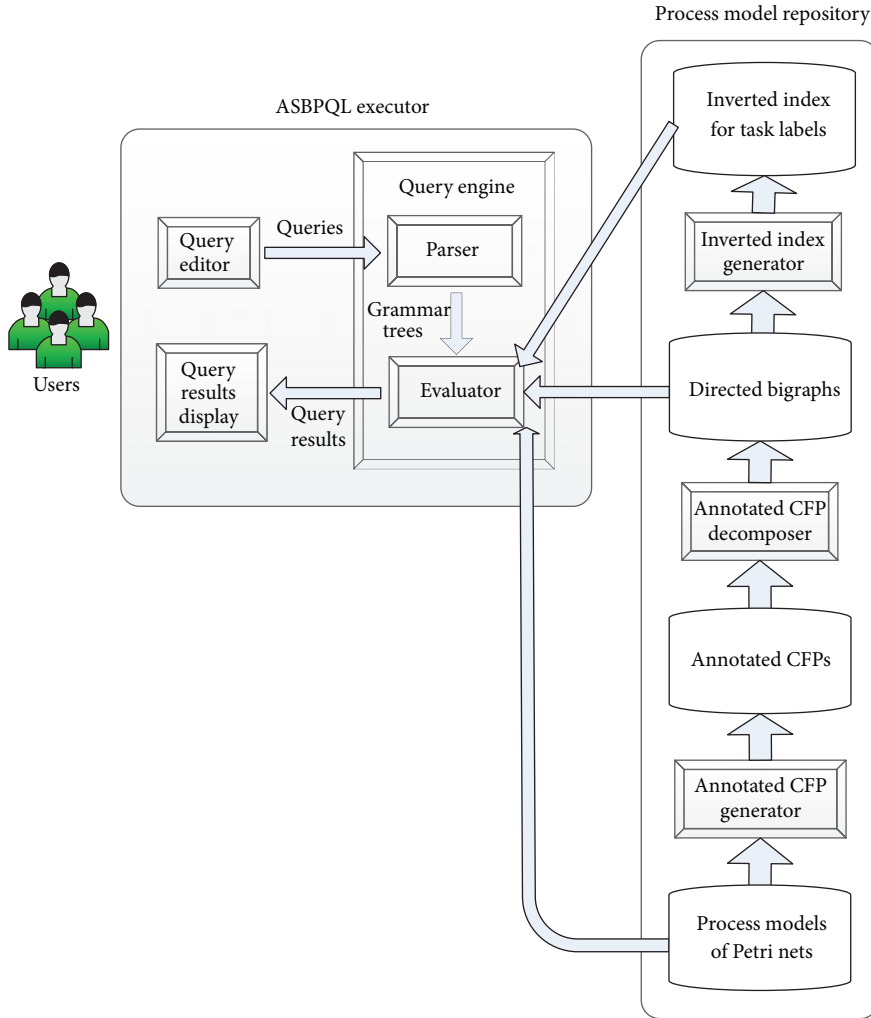 Process model repository
ASBPQL executor
Inverted index
for task labels
Query engine
Query
editor
Queries
Parser
Inverted index
generator
Grammar
trees
Users
Query
results
display
Query
results
Evaluator
Directed bigraphs
Annotated CFP
decomposer
Annotated CFPs
Annotated CFP
generator
Process models
of Petri nets